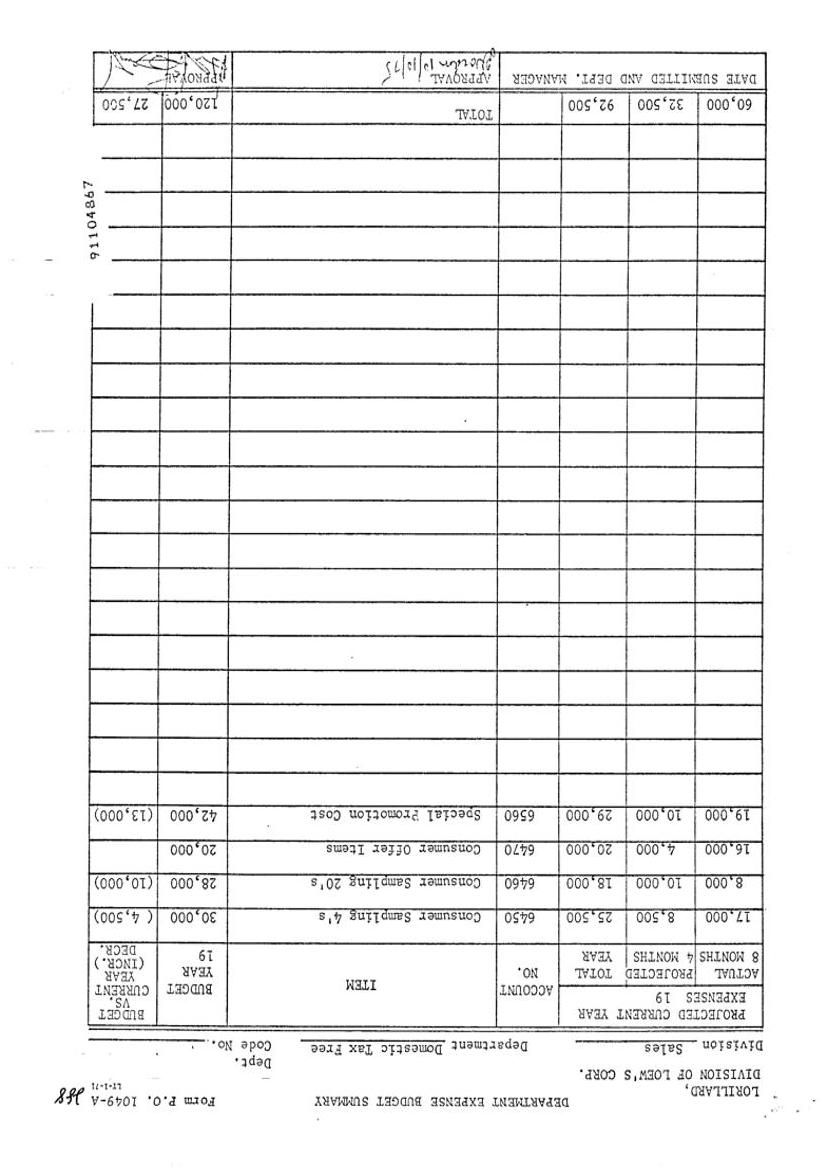 LORILLARD,
DIVISION OF LOEW'S CORP.
DEPARTMENT EXPENSE BUDGET SUMMARY
Form P.O. 1049-A
LT-1-71
Division Sales
Department Domestic Tax Free
Dept.
Code No.
PROJECTED CURRENT YEAR
EXPENSES 19
ACTUAL 8 MONTHS
PROJECTED 4 MONTHS
TOTAL YEAR
ACCOUNT NO.
ITEM
BUDGET YEAR 19
BUDGET VS. CURRENT YEAR (INCR.) DECR.
17,000 8,500 25,500 6450 Consumer Sampling 4's 30,000 ( 4,500)
8,000 10,000 18,000 6460 Consumer Sampling 20's 28,000 (10,000)
16,000 4,000 20,000 6470 Consumer Offer Items 20,000
19,000 10,000 29,000 6560 Special Promotion Cost 42,000 (13,000)
60,000 32,500 92,500 TOTAL 120,000 27,500
DATE SUBMITTED AND DEPT. MANAGER
APPROVAL
10/10/75
APPROVAL
91104867